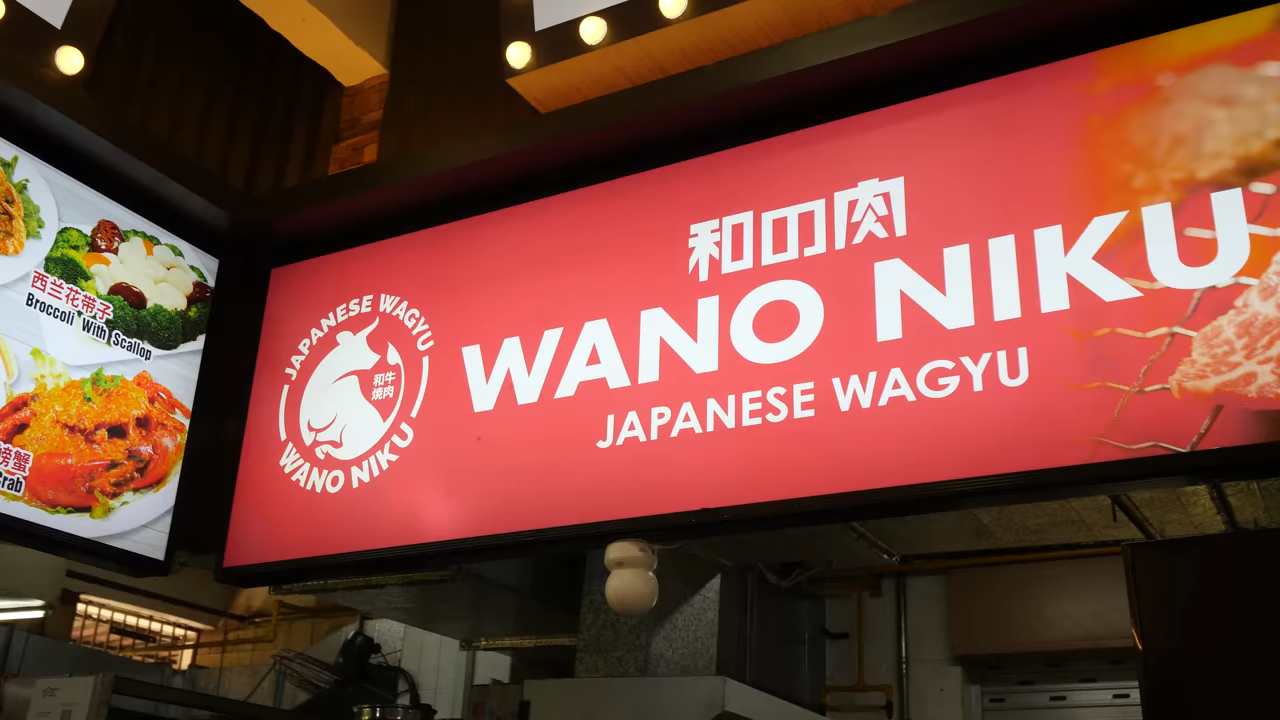 西兰花带子
Broccoli With Scallop
螃蟹
Crab
JAPANESE WAGYU
和牛
焼肉
WANO NIKU
和の肉
WANO NIKU
JAPANESE WAGYU